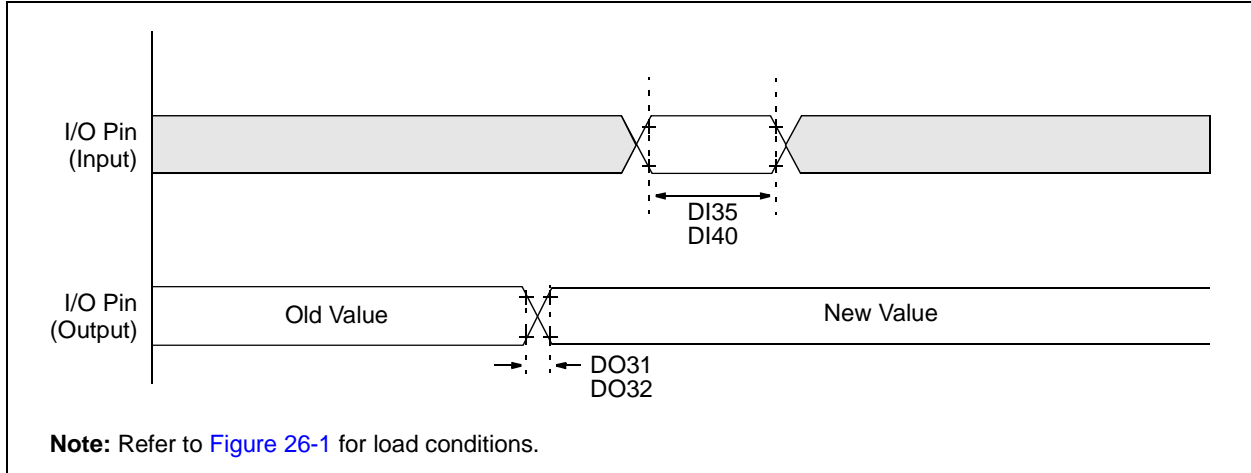 I/O Pin
(Input)
DI35
DI40
I/O Pin
(Output)
Old Value
New Value
DO31
DO32
Note: Refer to Figure 26-1 for load conditions.